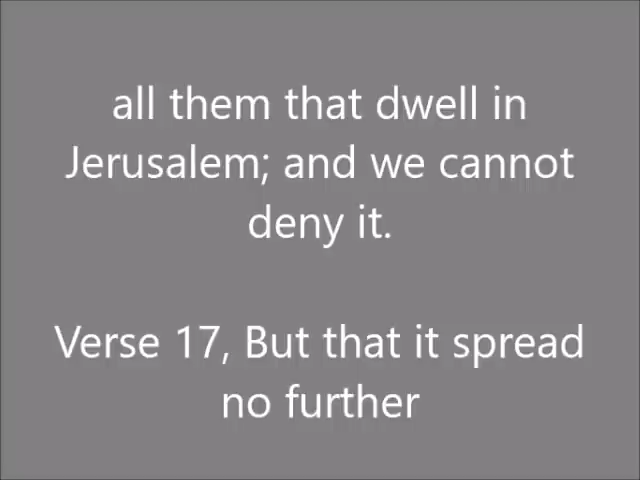 all them that dwell in
Jerusalem; and we cannot
deny it.
Verse 17, But that it spread
no further